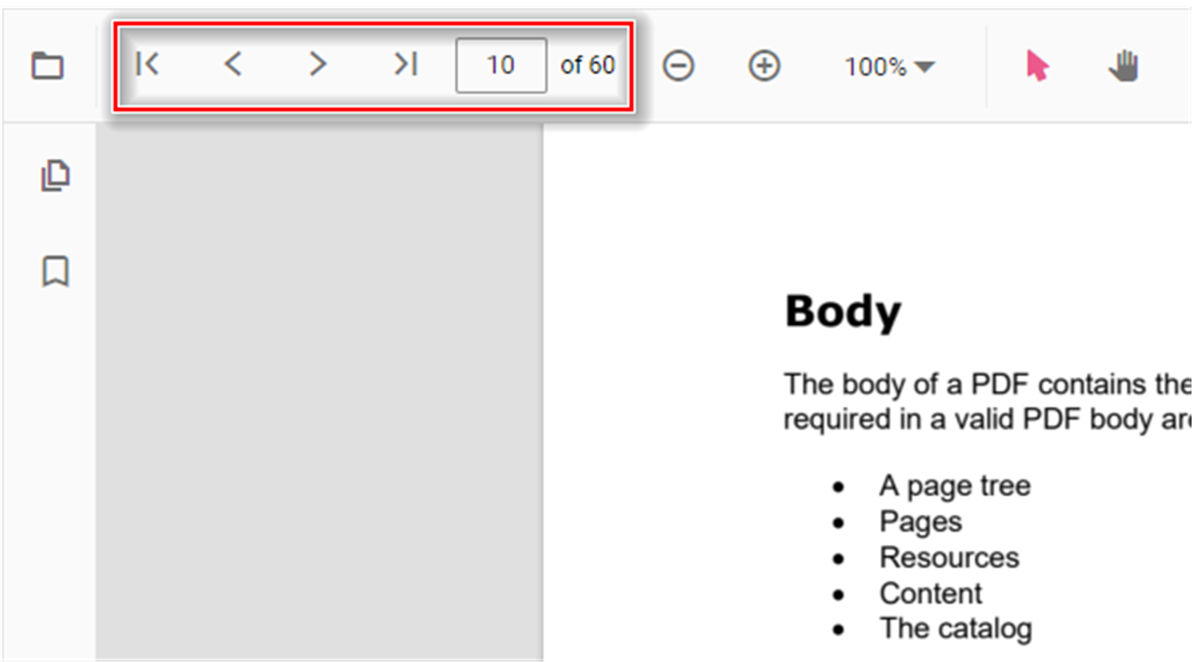 10 of 60 100%
Body
The body of a PDF contains the
required in a valid PDF body
• A page tree
• Pages
• Resources
• Content
• The catalog